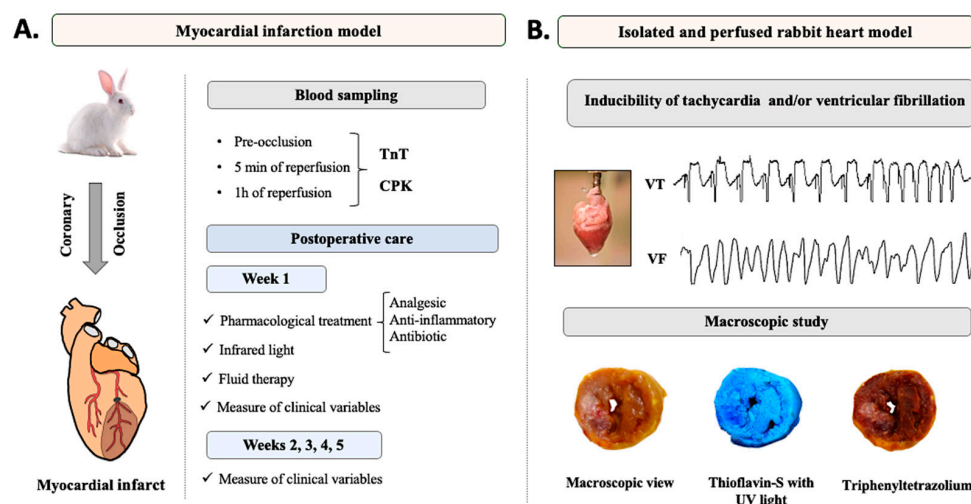 A.
Myocardial infarction model
Coronary
Occlusion
Myocardial infarct
Blood sampling
• Pre-occlusion
• 5 min of reperfusion
• 1h of reperfusion
TnT
CPK
Postoperative care
Week 1
✓ Pharmacological treatment
Analgesic
Anti-inflammatory
Antibiotic
✓ Infrared light
✓ Fluid therapy
✓ Measure of clinical variables
Weeks 2, 3, 4, 5
✓ Measure of clinical variables
B.
Isolated and perfused rabbit heart model
Inducibility of tachycardia and/or ventricular fibrillation
VT
VF
Macroscopic study
Macroscopic view
Thioflavin-S with
UV light
Triphenyltetrazolium